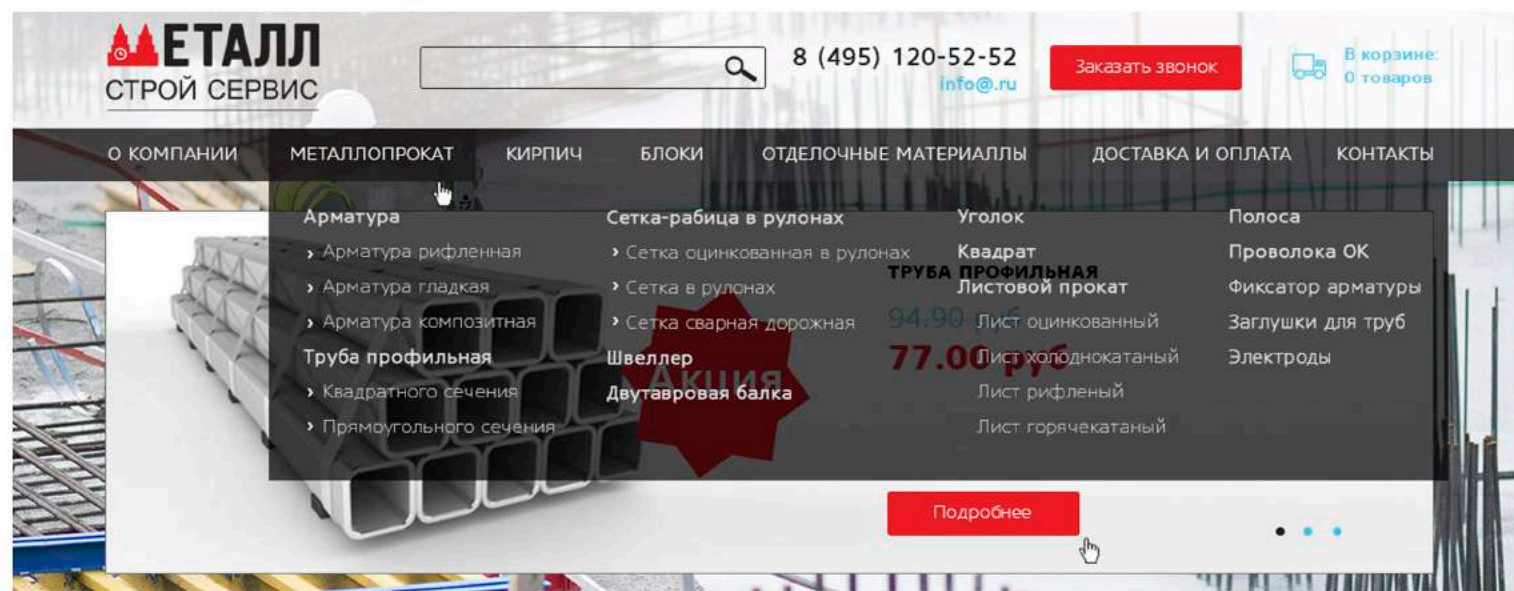 МЕТАЛЛ
СТРОЙ СЕРВИС
8 (495) 120-52-52
info@.ru
Заказать звонок
В корзине:
0 товаров
О КОМПАНИИ
МЕТАЛЛОПРОКАТ
КИРПИЧ
БЛОКИ
ОТДЕЛОЧНЫЕ МАТЕРИАЛЛЫ
ДОСТАВКА И ОПЛАТА
КОНТАКТЫ
Арматура
Арматура рифленная
Арматура гладкая
Арматура композитная
Труба профильная
Квадратного сечения
Прямоугольного сечения
Сетка-рабица в рулонах
Сетка оцинкованная в рулонах
Сетка в рулонах
Сетка сварная дорожная
Швеллер
Двутавровая балка
Уголок
Квадрат
Листовой прокат
Лист оцинкованный
Лист холоднокатаный
Лист рифленый
Лист горячекатаный
Полоса
Проволока ОК
Фиксатор арматуры
Заглушки для труб
Электроды
Акция
ТРУБА ПРОФИЛЬНАЯ
94.90 руб
77.00 руб
Подробнее